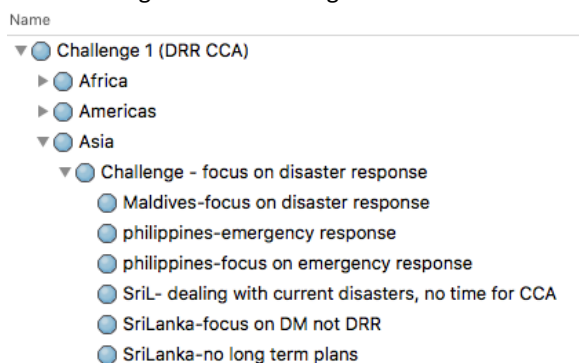 Name
Challenge 1 (DRR CCA)
Africa
Americas
Asia
Challenge - focus on disaster response
Maldives-focus on disaster response
philippines-emergency response
philippines-focus on emergency response
SriL- dealing with current disasters, no time for CCA
SriLanka-focus on DM not DRR
SriLanka-no long term plans